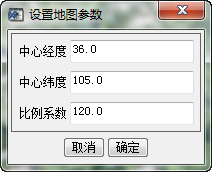 设置地图参数
中心经度 36.0
中心纬度 105.0
比例系数 120.0
取消 确定